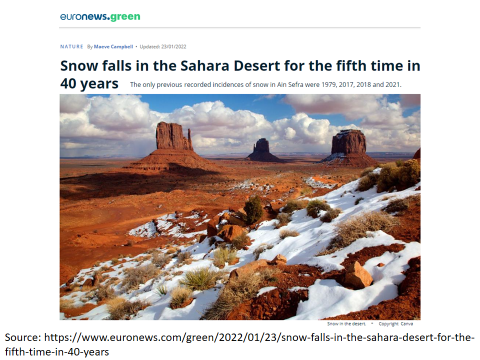 euronews.green
NATURE By Maeve Campbell • Updated: 23/01/2022
Snow falls in the Sahara Desert for the fifth time in
40 years The only previous recorded incidences of snow in Ain Sefra were 1979, 2017, 2018 and 2021.
Snow in the desert. - Copyright Canva
Source: https://www.euronews.com/green/2022/01/23/snow-falls-in-the-sahara-desert-for-the-
fifth-time-in-40-years